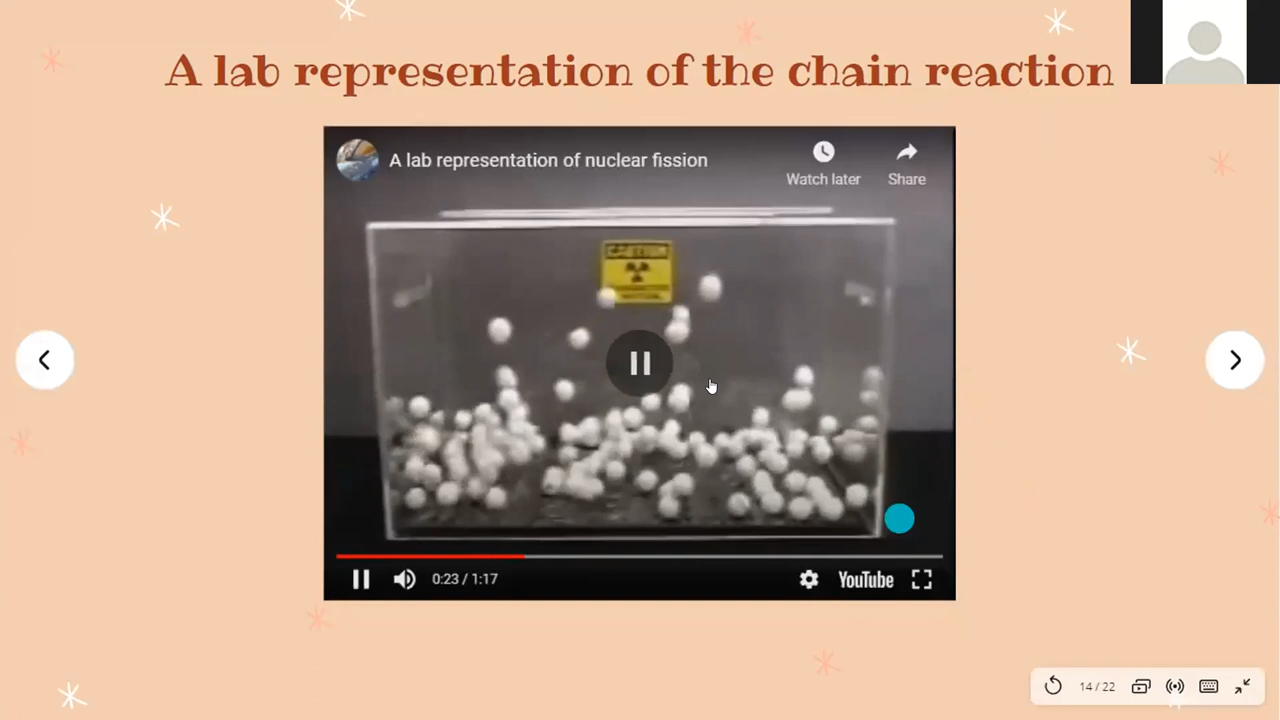 A lab representation of the chain reaction
A lab representation of nuclear fission
Watch later
Share
0:23 / 1:17
YouTube
14 / 22